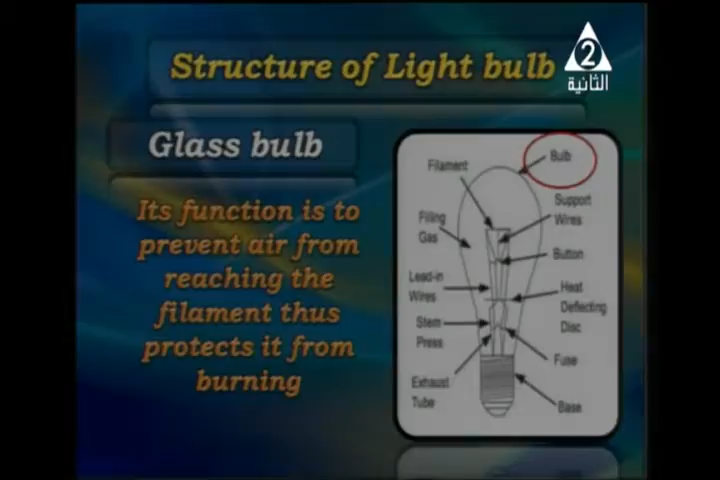 Structure of Light bulb
2
الثانية
Glass bulb
Its function is to
prevent air from
reaching the
filament thus
protects it from
burning
Bulb
Filament
Support
Wires
Filling
Gas
Button
Lead-in
Wires
Heat
Deflecting
Disc
Stem
Press
Fuse
Exhaust
Tube
Base